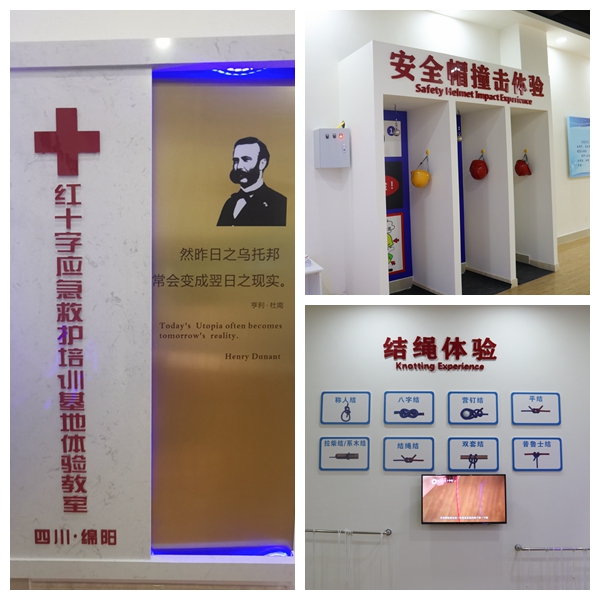 红十字应急救护培训基地体验教室
四川·绵阳
然昨日之乌托邦
常会变成翌日之现实。
亨利·杜南
Today's Utopia often becomes
tomorrow's reality.
Henry Dunant
安全帽撞击体验
Safety Helmet Impact Experience
结绳体验
Knotting Experience
称人结
八字结
营钉结
平结
拉柴结/系木结
结绳结
双套结
普鲁士结